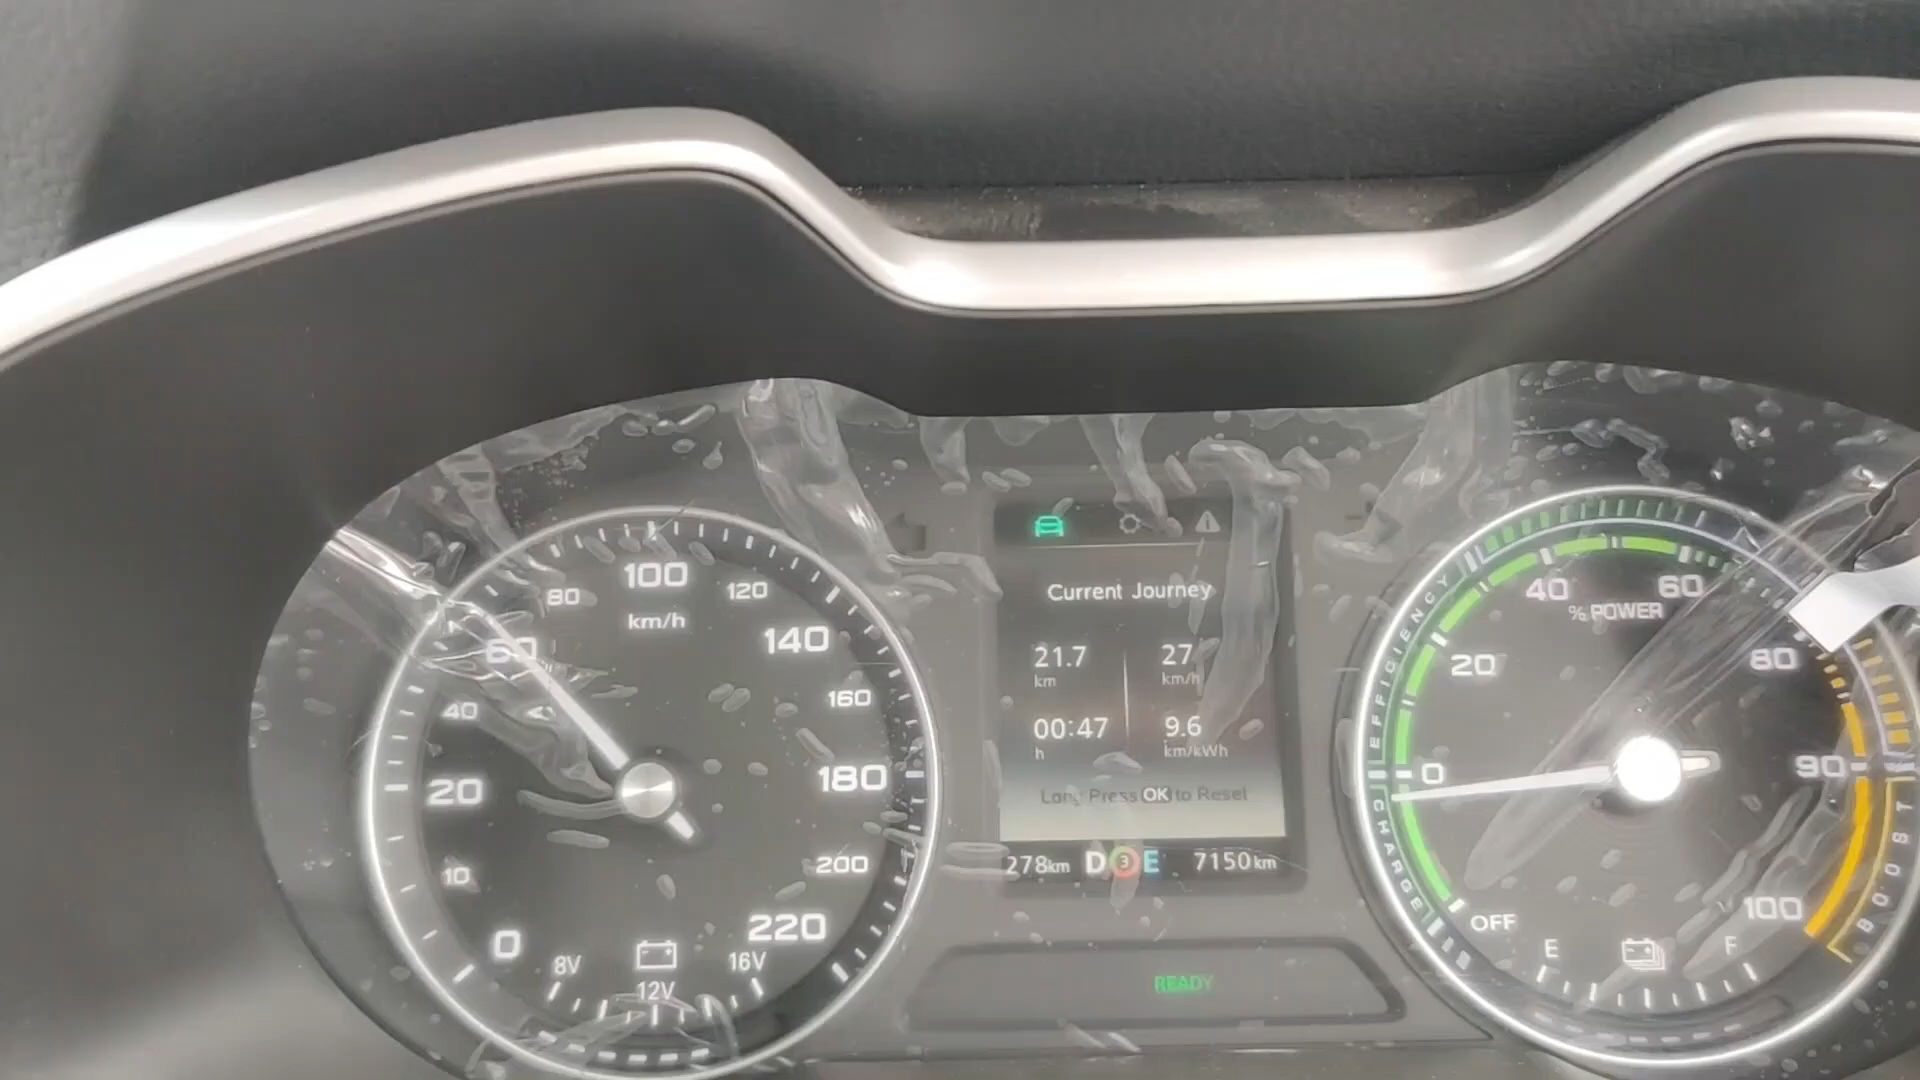 100
80
120
km/h
60
140
40
160
20
180
10
200
0
220
8V
16V
12V
Current Journey
21.7
km
27
km/h
00:47
h
9.6
km/kWh
Long Press OK to Reset
278km D 3 E 7150km
READY
EFFICIENCY
40
60
% POWER
20
80
0
90
CHARGE
100
OFF
BOOST
E
F